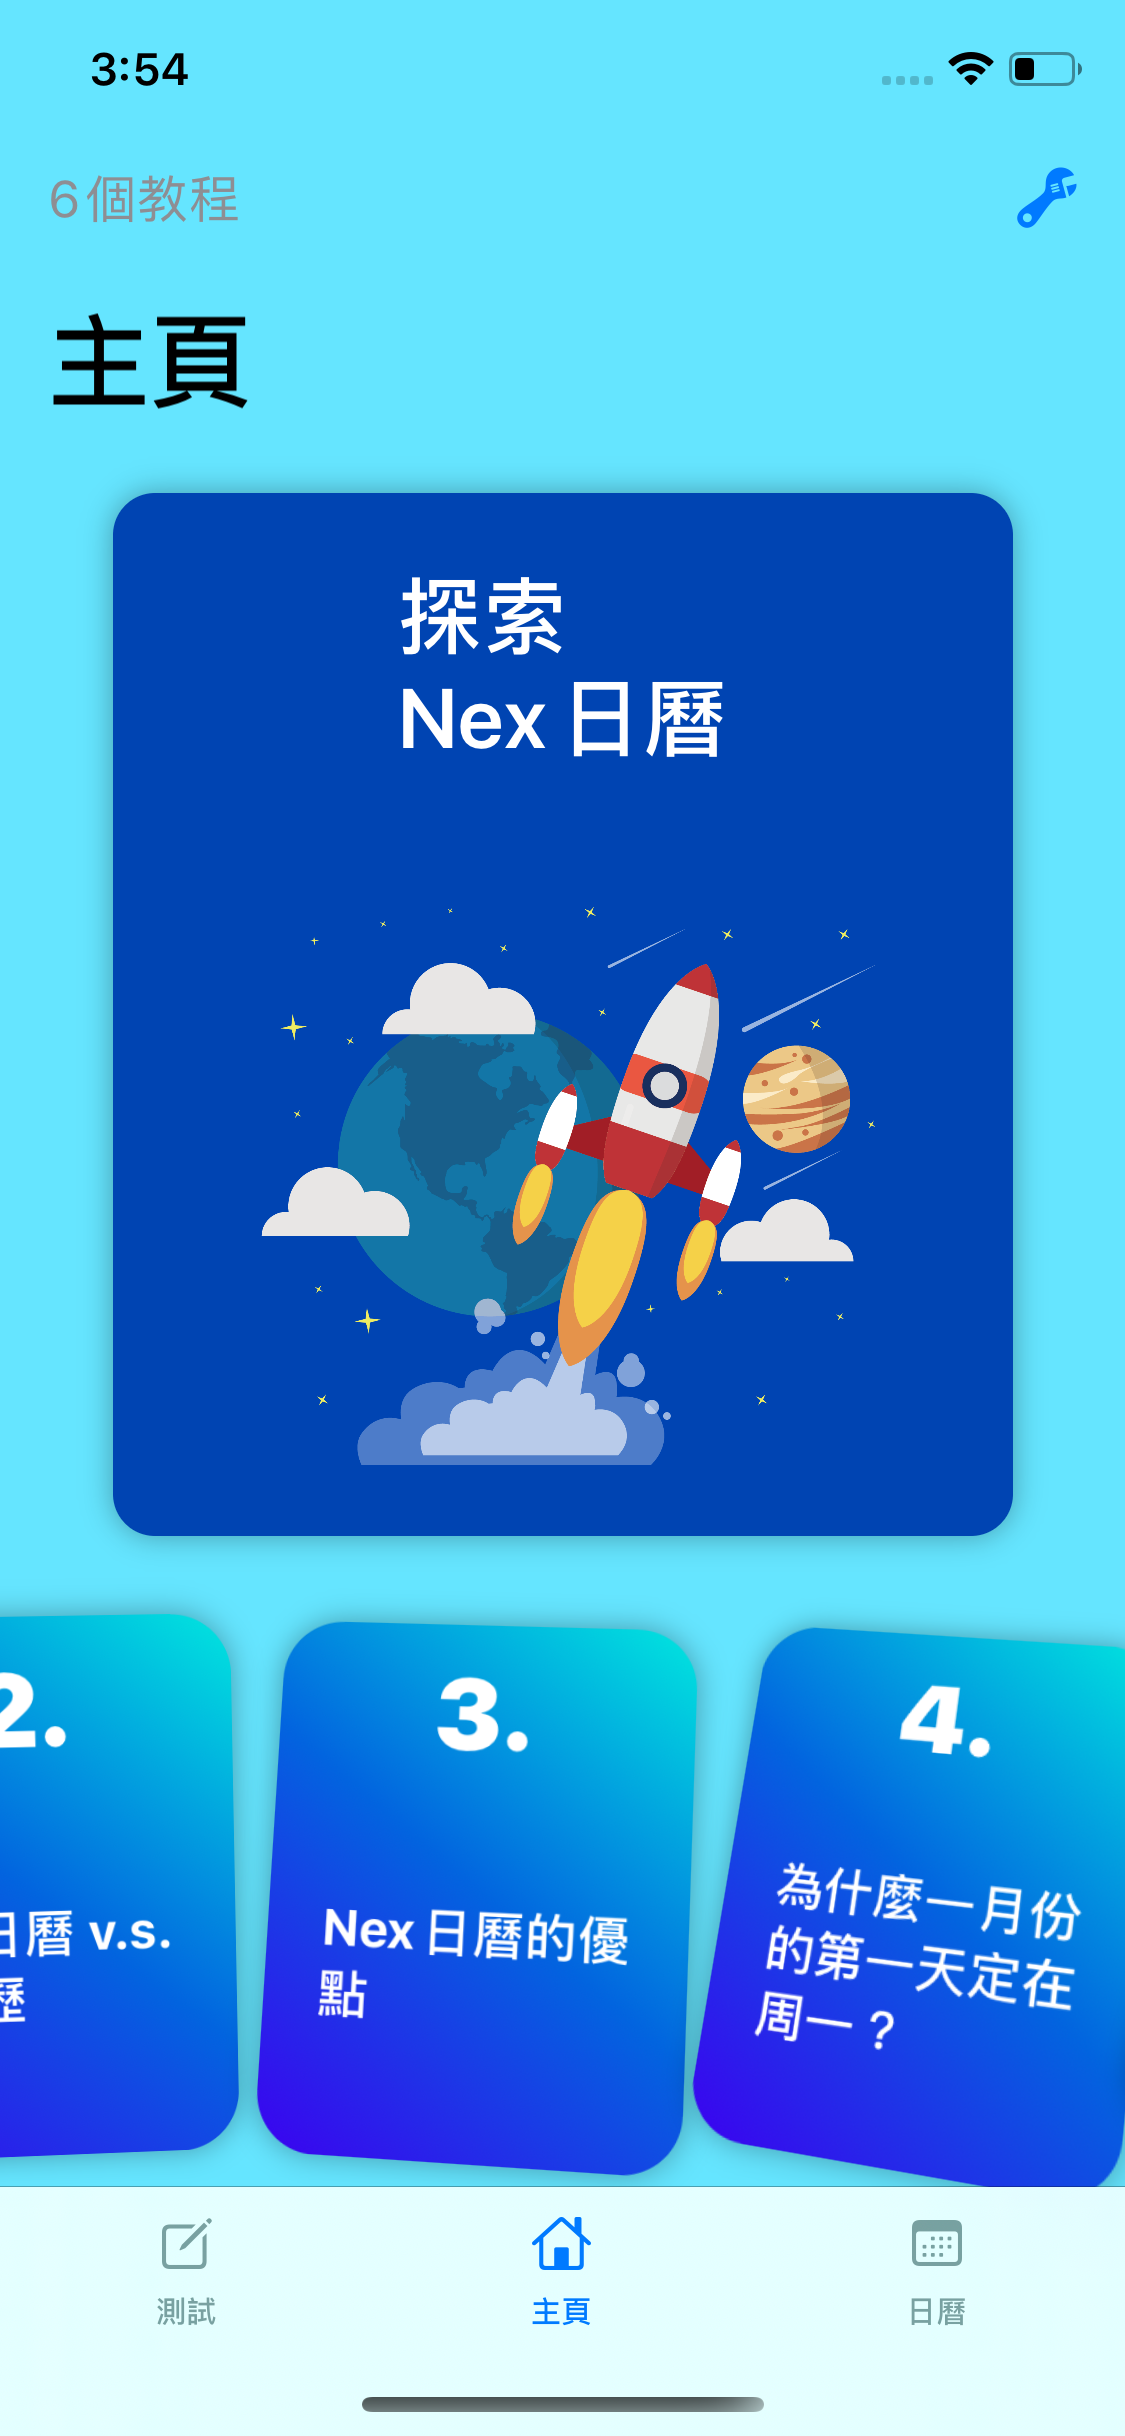 3:54
6個教程
主頁
探索
Nex 日曆
2.
日曆 v.s.
歷
3.
Nex 日曆的優
點
4.
為什麼一月份
的第一天定在
周一？
測試
主頁
日曆